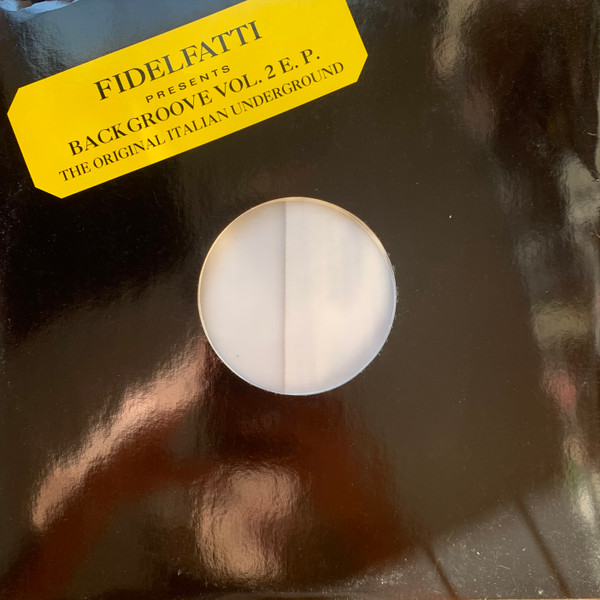 FIDELFATTI
PRESENTS
BACKGROOVE VOL. 2 E. P.
THE ORIGINAL ITALIAN UNDERGROUND